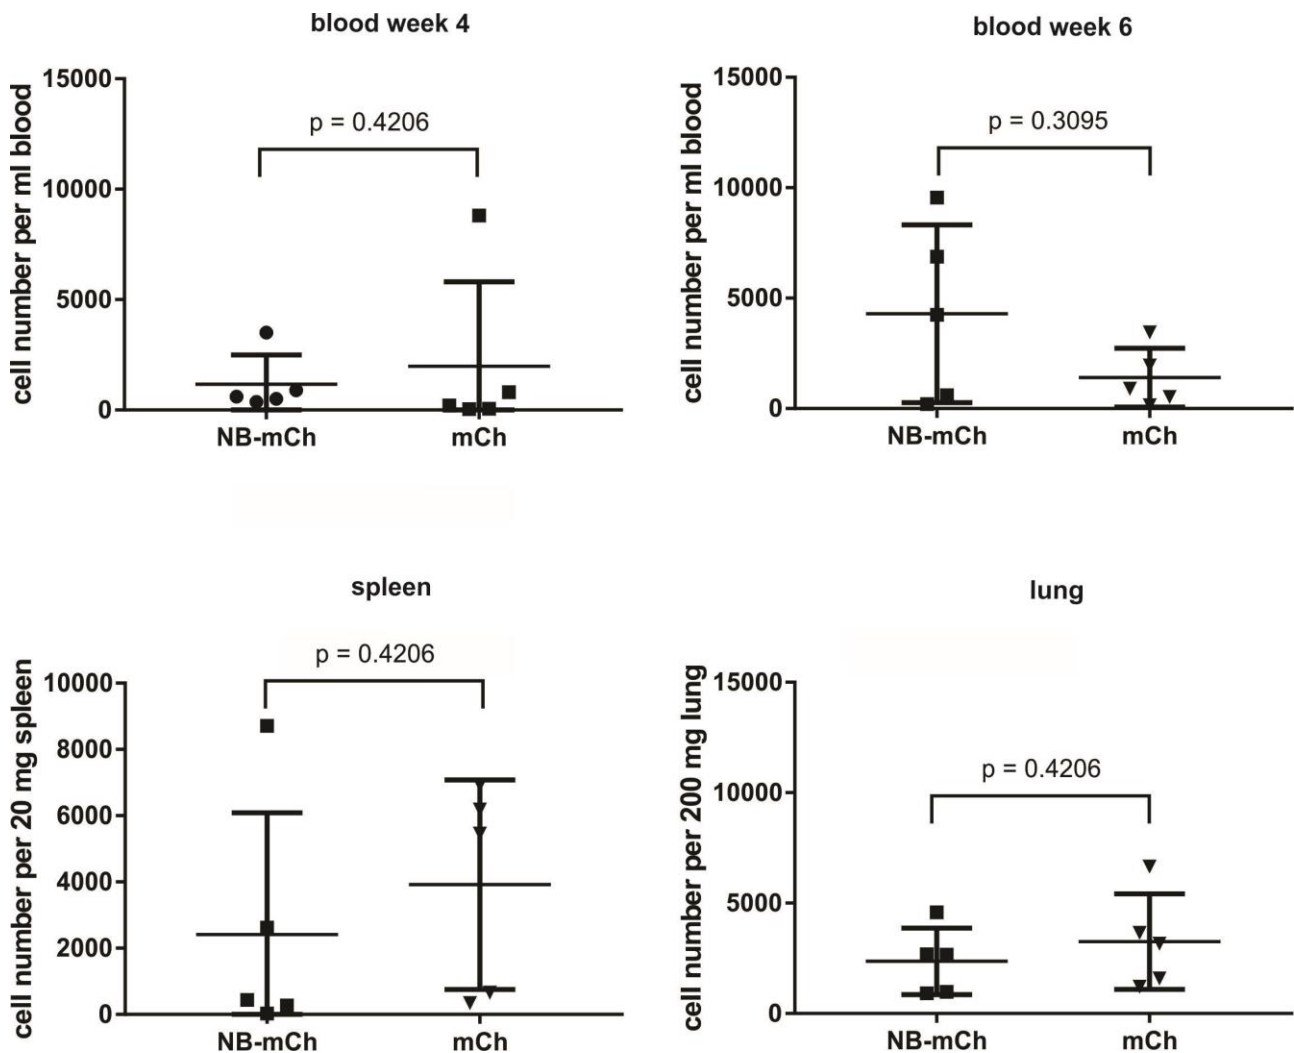 blood week 4
cell number per ml blood
15000
10000
5000
0
p = 0.4206
NB-mCh
mCh
blood week 6
cell number per ml blood
15000
10000
5000
0
p = 0.3095
NB-mCh
mCh
spleen
cell number per 20 mg spleen
10000
8000
6000
4000
2000
0
p = 0.4206
NB-mCh
mCh
lung
cell number per 200 mg lung
15000
10000
5000
0
p = 0.4206
NB-mCh
mCh